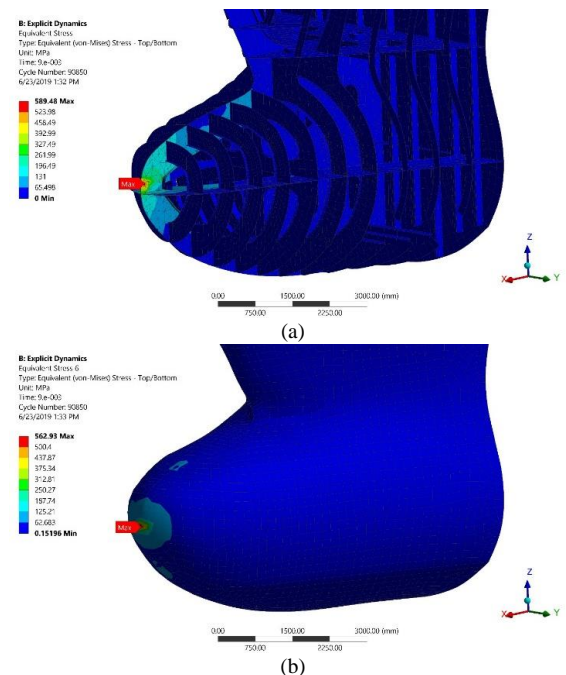 B: Explicit Dynamics
Equivalent Stress
Type: Equivalent (von-Mises) Stress - Top/Bottom
Unit: MPa
Time: 9.e-003
Cycle Number: 90850
6/23/2019 1:32 PM
589.48 Max
523.98
458.49
392.99
327.49
261.99
196.49
131
65.498
0 Min
Max
Z
X
Y
0.00 1500.00 3000.00 (mm)
750.00 2250.00
(a)
B: Explicit Dynamics
Equivalent Stress 6
Type: Equivalent (von-Mises) Stress - Top/Bottom
Unit: MPa
Time: 9.e-003
Cycle Number: 90850
6/23/2019 1:33 PM
562.93 Max
500.4
437.87
375.34
312.81
250.27
187.74
125.21
62.683
0.15196 Min
Max
Z
X
Y
0.00 1500.00 3000.00 (mm)
750.00 2250.00
(b)